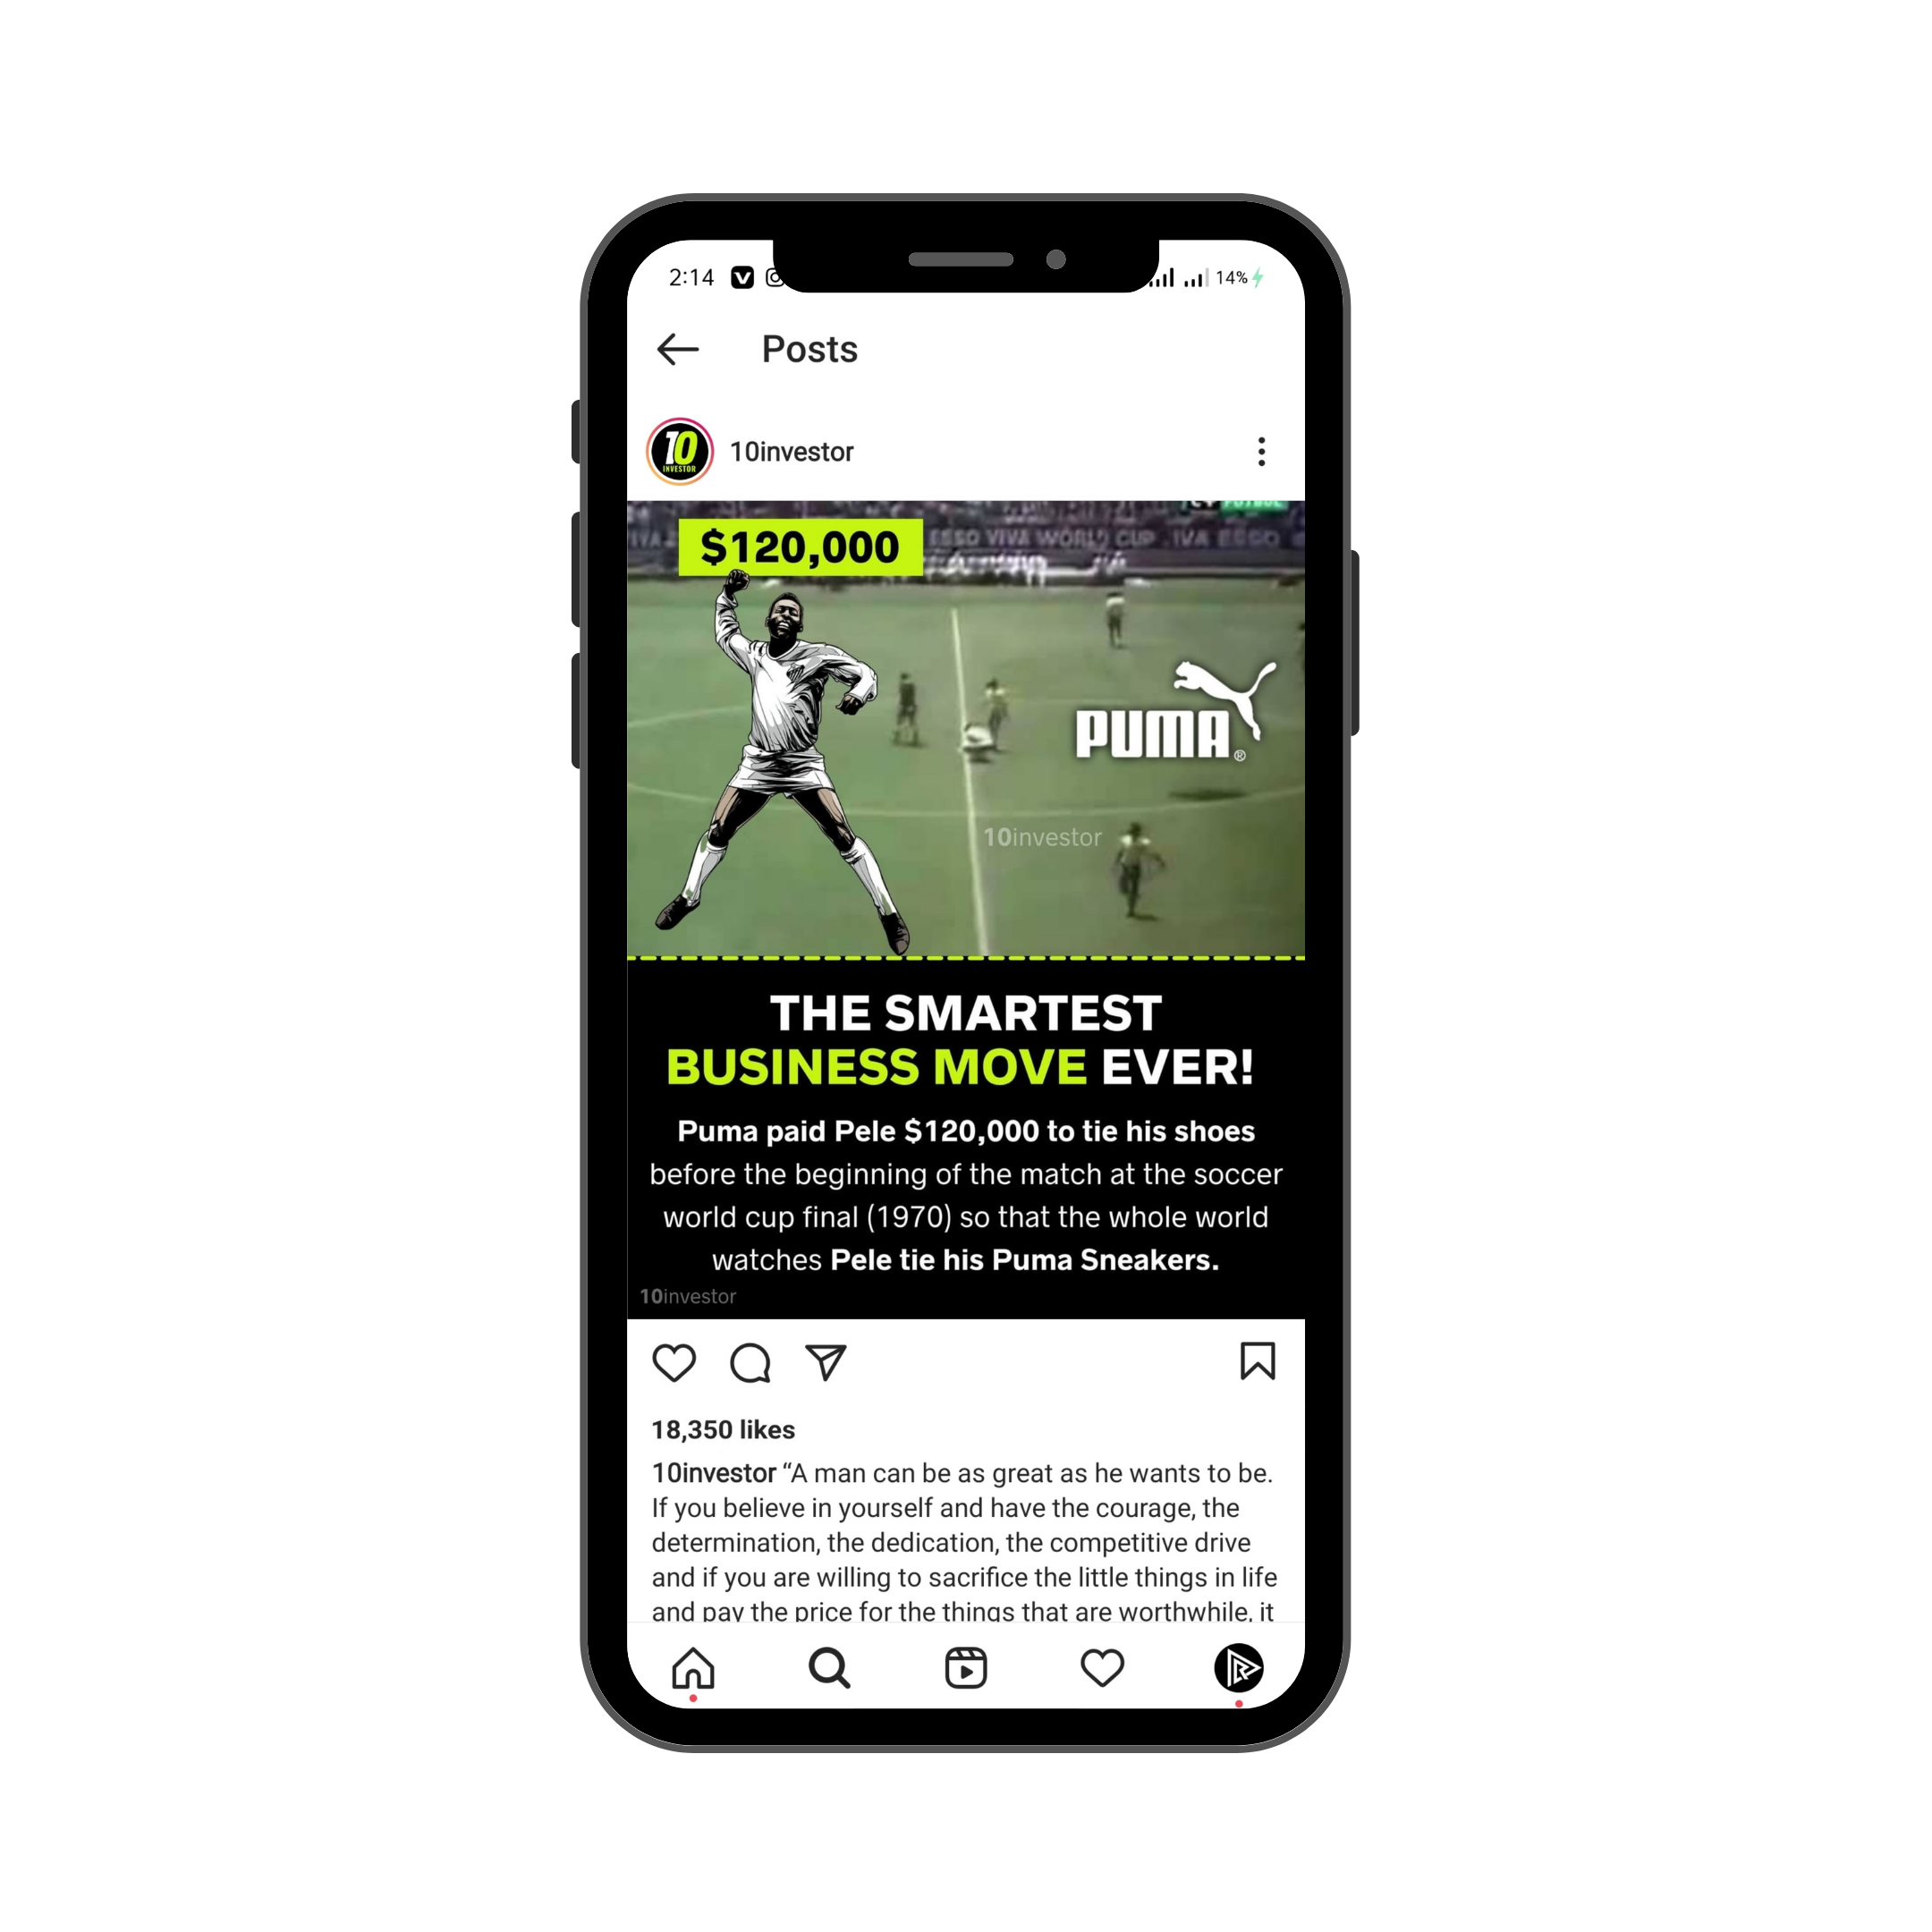 2:14
14%
Posts
10
INVESTOR
10investor
FUTBOL
$120,000
IVA ESSO VIVA WORLD CUP IVA ESSO
PUMA®
10investor
THE SMARTEST
BUSINESS MOVE EVER!
Puma paid Pele $120,000 to tie his shoes
before the beginning of the match at the soccer
world cup final (1970) so that the whole world
watches Pele tie his Puma Sneakers.
10investor
18,350 likes
10investor “A man can be as great as he wants to be.
If you believe in yourself and have the courage, the
determination, the dedication, the competitive drive
and if you are willing to sacrifice the little things in life
and pay the price for the things that are worthwhile, it